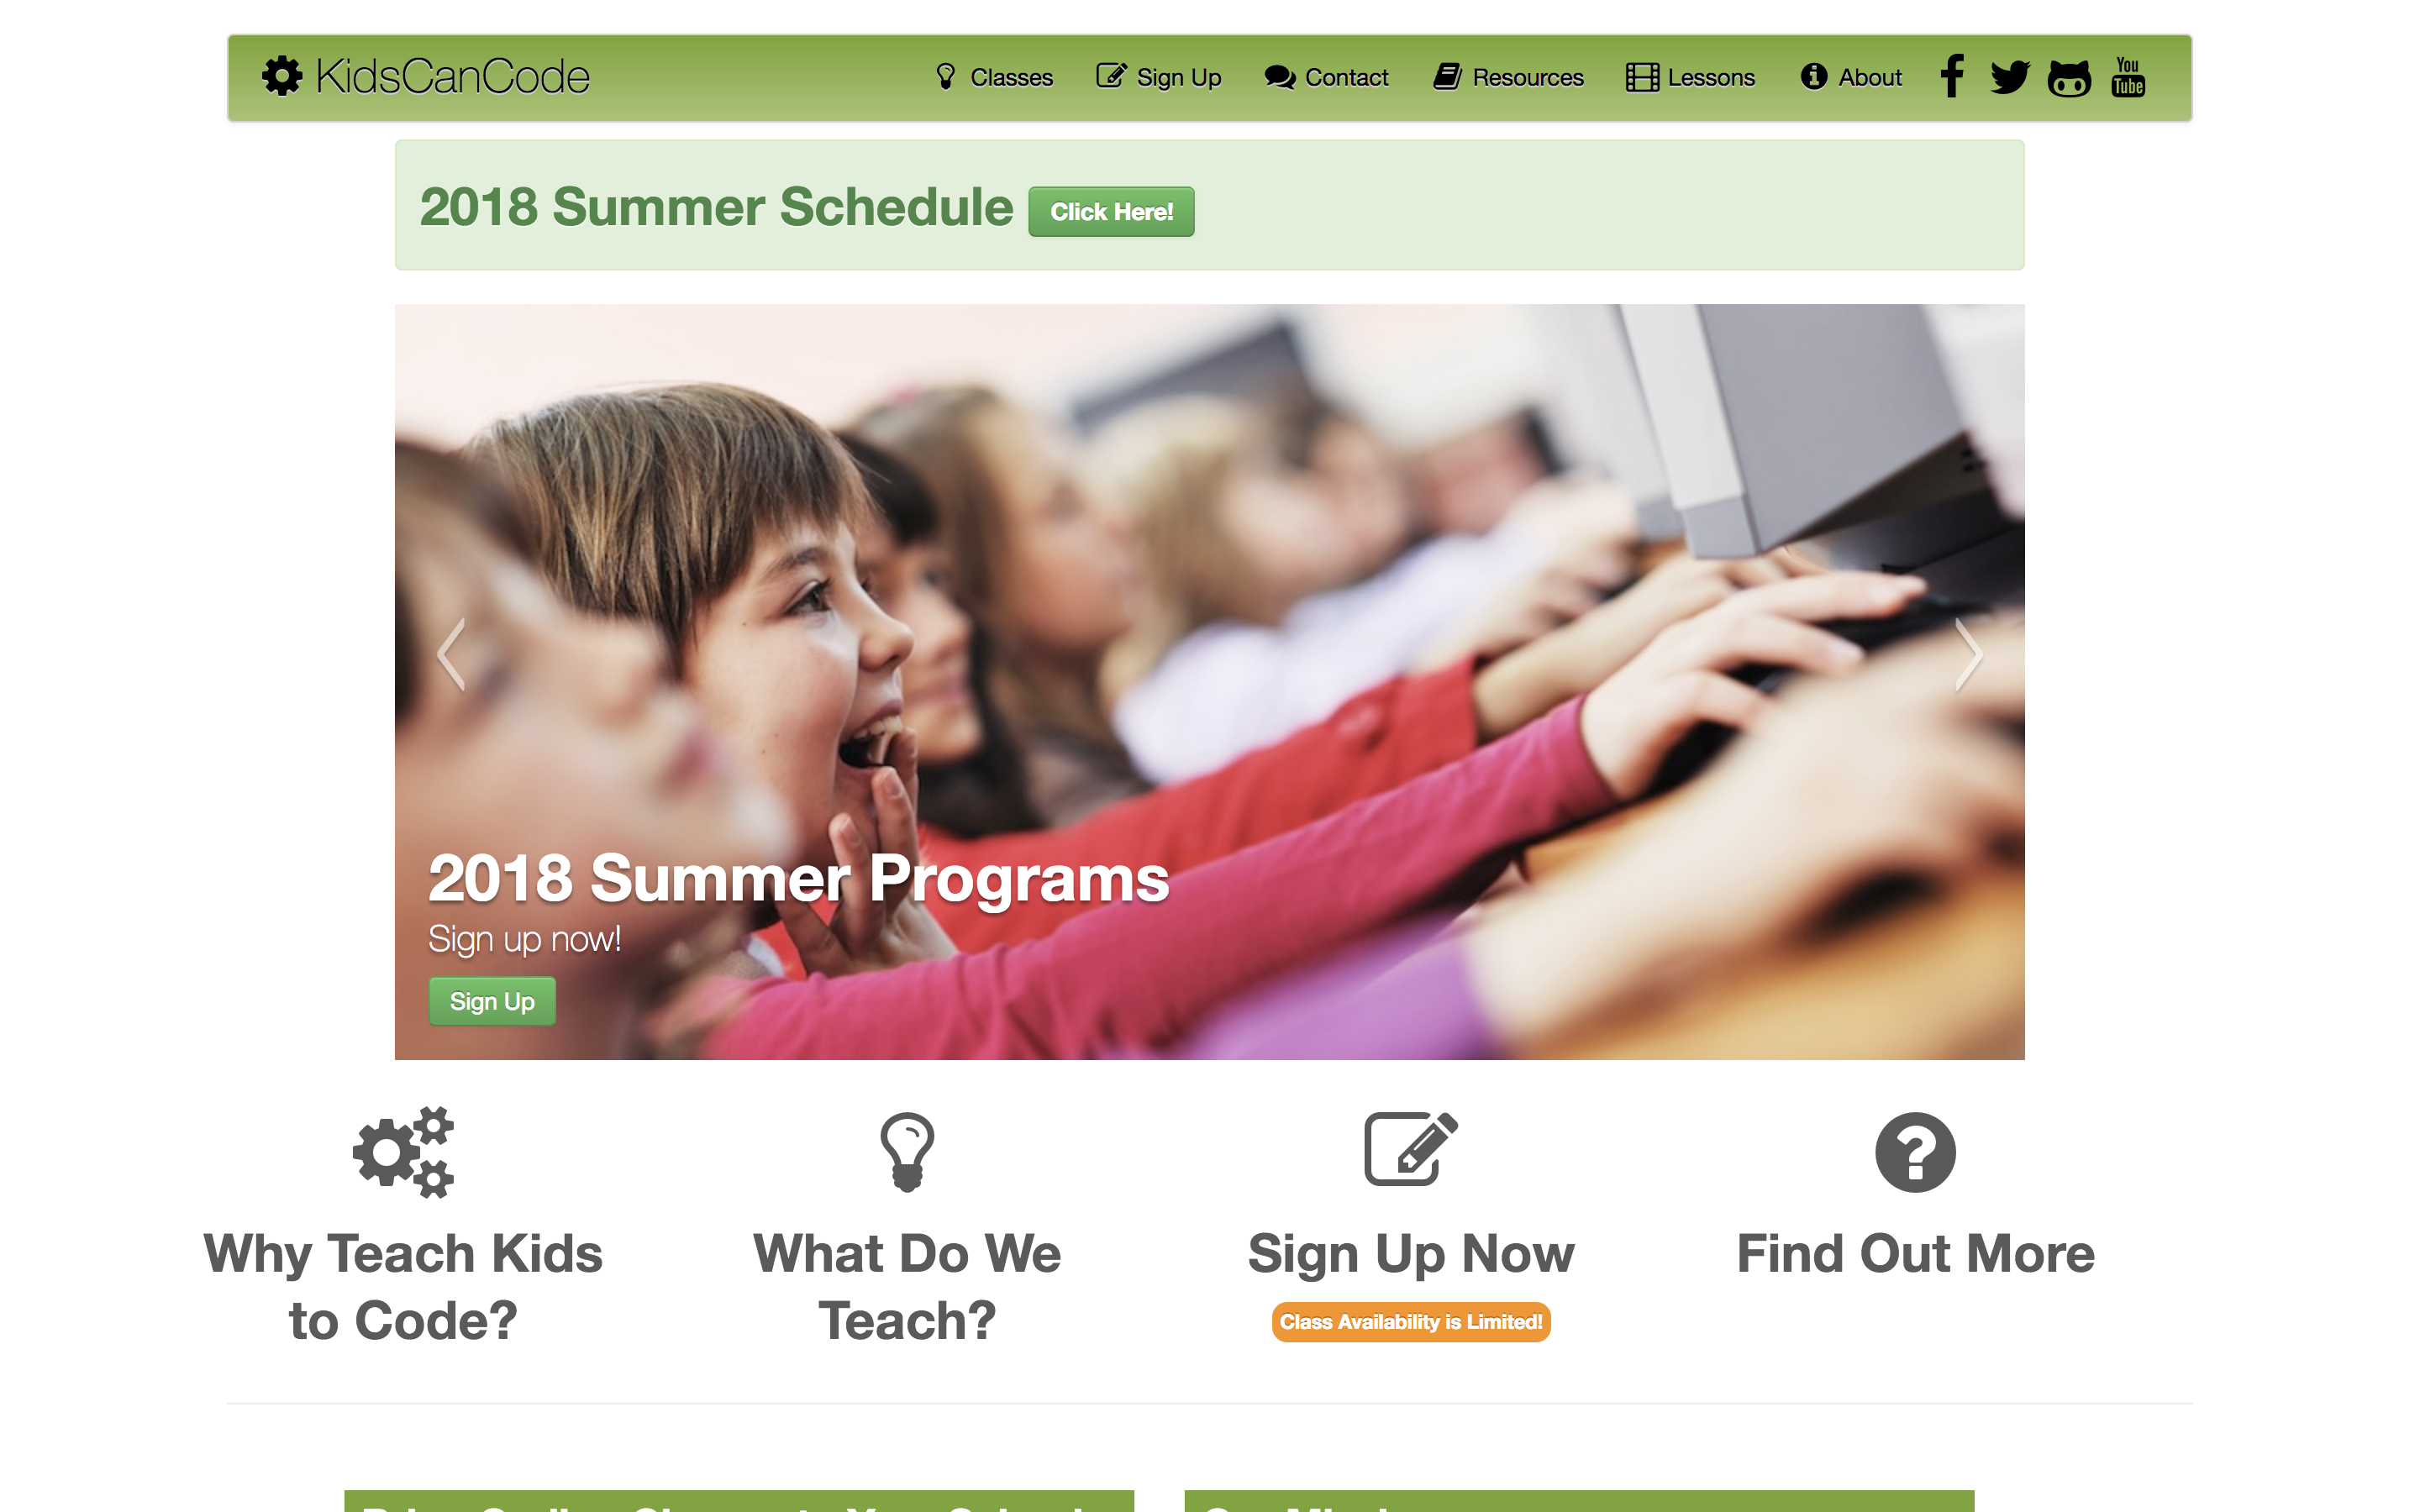 KidsCanCode
Classes
Sign Up
Contact
Resources
Lessons
About
You
Tube
2018 Summer Schedule
Click Here!
2018 Summer Programs
Sign up now!
Sign Up
Why Teach Kids
to Code?
What Do We
Teach?
Sign Up Now
Class Availability is Limited!
Find Out More